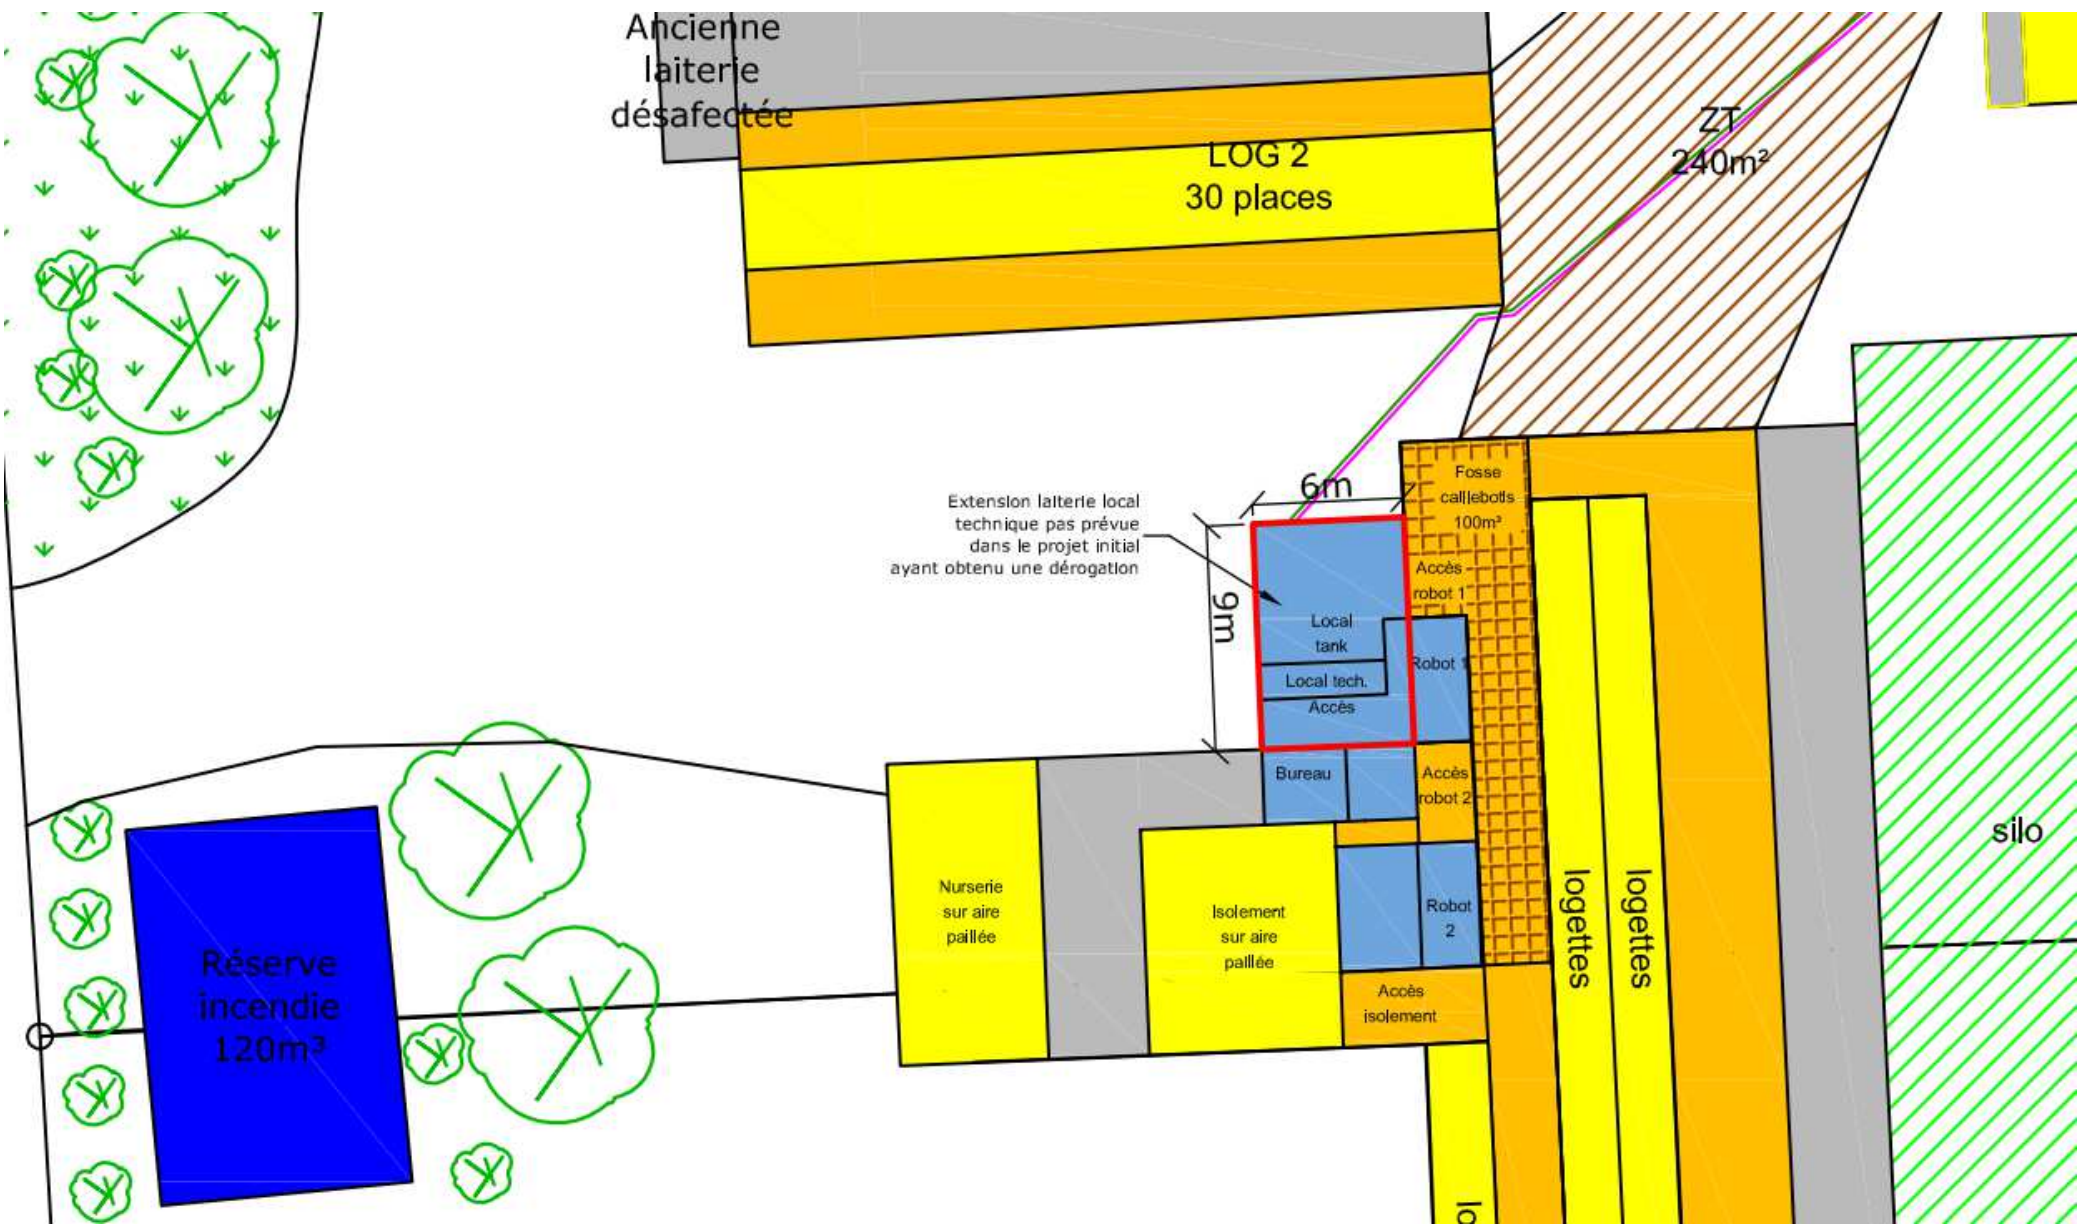 Ancienne
laiterie
désafectée
LOG 2
30 places
ZT
240m²
Extension laiterie local
technique pas prévue
dans le projet initial
ayant obtenu une dérogation
6m
9m
Fosse
caillebotis
100m²
Accès
robot 1
Local
tank
Robot 1
Local tech.
Accès
Bureau
Accès
robot 2
Nurserie
sur aire
paillée
Isolement
sur aire
paillée
Robot
2
Accès
isolement
logettes
logettes
silo
Réserve
incendie
120m³
lo